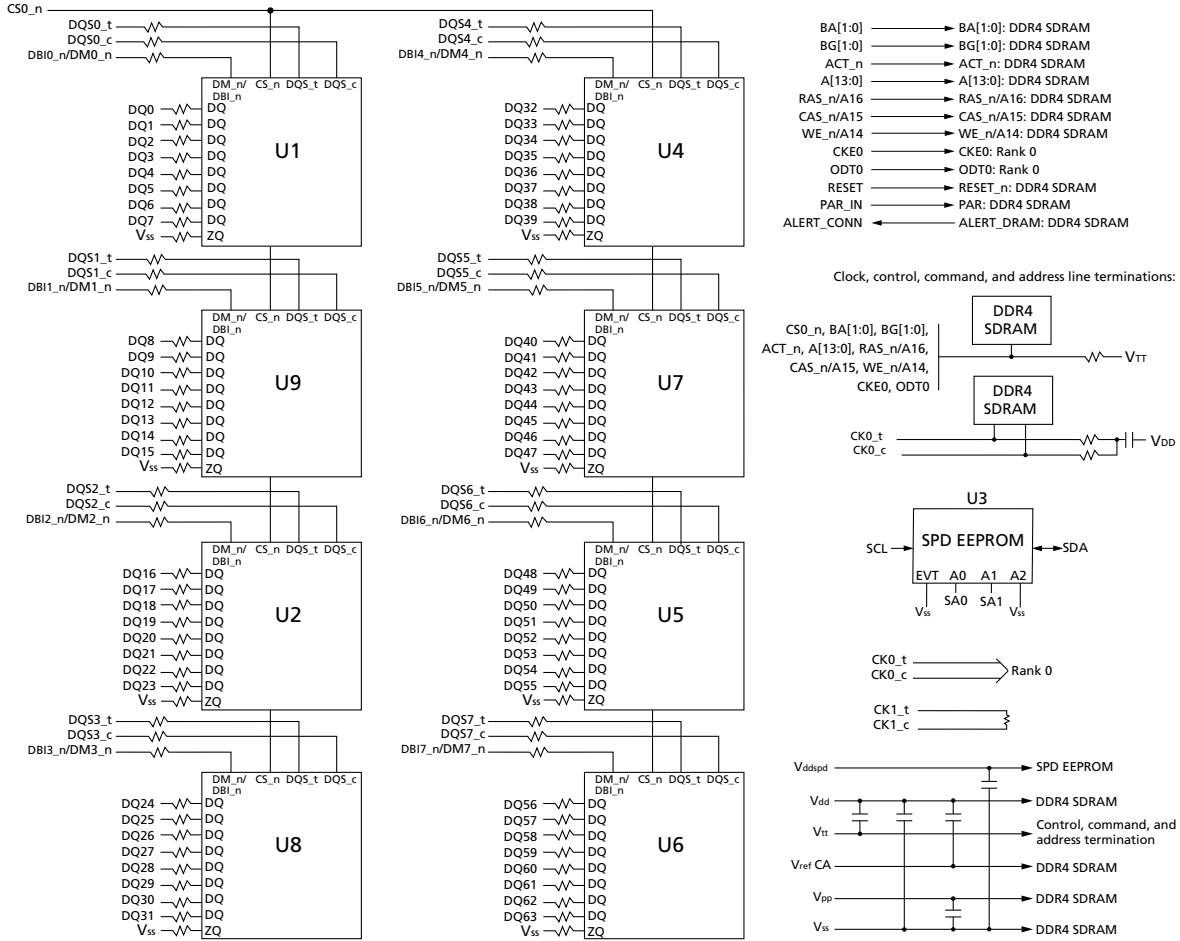 CS0_n
DQS0_t
DQS0_c
DBI0_n/DM0_n
DM_n/ CS_n DQS_t DQS_c
DBI_n
DQ0 DQ
DQ1 DQ
DQ2 DQ
DQ3 DQ
DQ4 DQ
DQ5 DQ
DQ6 DQ
DQ7 DQ
Vss ZQ
U1
DQS1_t
DQS1_c
DBI1_n/DM1_n
DM_n/ CS_n DQS_t DQS_c
DBI_n
DQ8 DQ
DQ9 DQ
DQ10 DQ
DQ11 DQ
DQ12 DQ
DQ13 DQ
DQ14 DQ
DQ15 DQ
Vss ZQ
U9
DQS2_t
DQS2_c
DBI2_n/DM2_n
DM_n/ CS_n DQS_t DQS_c
DBI_n
DQ16 DQ
DQ17 DQ
DQ18 DQ
DQ19 DQ
DQ20 DQ
DQ21 DQ
DQ22 DQ
DQ23 DQ
Vss ZQ
U2
DQS3_t
DQS3_c
DBI3_n/DM3_n
DM_n/ CS_n DQS_t DQS_c
DBI_n
DQ24 DQ
DQ25 DQ
DQ26 DQ
DQ27 DQ
DQ28 DQ
DQ29 DQ
DQ30 DQ
DQ31 DQ
Vss ZQ
U8
DQS4_t
DQS4_c
DBI4_n/DM4_n
DM_n/ CS_n DQS_t DQS_c
DBI_n
DQ32 DQ
DQ33 DQ
DQ34 DQ
DQ35 DQ
DQ36 DQ
DQ37 DQ
DQ38 DQ
DQ39 DQ
Vss ZQ
U4
DQS5_t
DQS5_c
DBI5_n/DM5_n
DM_n/ CS_n DQS_t DQS_c
DBI_n
DQ40 DQ
DQ41 DQ
DQ42 DQ
DQ43 DQ
DQ44 DQ
DQ45 DQ
DQ46 DQ
DQ47 DQ
Vss ZQ
U7
DQS6_t
DQS6_c
DBI6_n/DM6_n
DM_n/ CS_n DQS_t DQS_c
DBI_n
DQ48 DQ
DQ49 DQ
DQ50 DQ
DQ51 DQ
DQ52 DQ
DQ53 DQ
DQ54 DQ
DQ55 DQ
Vss ZQ
U5
DQS7_t
DQS7_c
DBI7_n/DM7_n
DM_n/ CS_n DQS_t DQS_c
DBI_n
DQ56 DQ
DQ57 DQ
DQ58 DQ
DQ59 DQ
DQ60 DQ
DQ61 DQ
DQ62 DQ
DQ63 DQ
Vss ZQ
U6
BA[1:0] BA[1:0]: DDR4 SDRAM
BG[1:0] BG[1:0]: DDR4 SDRAM
ACT_n ACT_n: DDR4 SDRAM
A[13:0] A[13:0]: DDR4 SDRAM
RAS_n/A16 RAS_n/A16: DDR4 SDRAM
CAS_n/A15 CAS_n/A15: DDR4 SDRAM
WE_n/A14 WE_n/A14: DDR4 SDRAM
CKE0 CKE0: Rank 0
ODT0 ODT0: Rank 0
RESET RESET_n: DDR4 SDRAM
PAR_IN PAR: DDR4 SDRAM
ALERT_CONN ALERT_DRAM: DDR4 SDRAM
Clock, control, command, and address line terminations:
DDR4
SDRAM
CS0_n, BA[1:0], BG[1:0],
ACT_n, A[13:0], RAS_n/A16,
CAS_n/A15, WE_n/A14,
CKE0, ODT0
VTT
DDR4
SDRAM
CK0_t
CK0_c
VDD
U3
SPD EEPROM
SCL
SDA
EVT A0 A1 A2
Vss SA0 SA1 Vss
CK0_t
CK0_c
Rank 0
CK1_t
CK1_c
Vddspd SPD EEPROM
Vdd DDR4 SDRAM
Vtt Control, command, and
address termination
Vref CA DDR4 SDRAM
Vpp DDR4 SDRAM
Vss DDR4 SDRAM